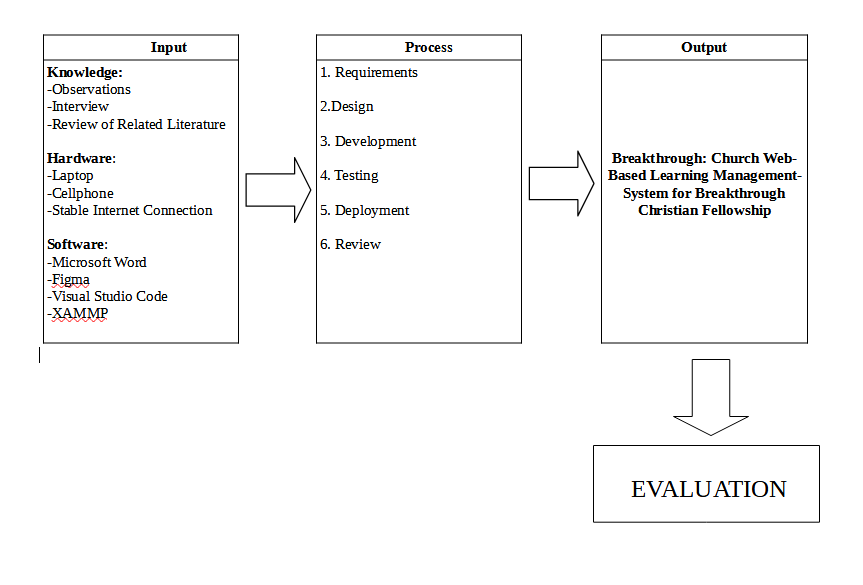 Input
Knowledge:
-Observations
-Interview
-Review of Related Literature
Hardware:
-Laptop
-Cellphone
-Stable Internet Connection
Software:
-Microsoft Word
-Figma
-Visual Studio Code
-XAMMP
Process
1. Requirements
2.Design
3. Development
4. Testing
5. Deployment
6. Review
Output
Breakthrough: Church Web-
Based Learning Management-
System for Breakthrough
Christian Fellowship
EVALUATION